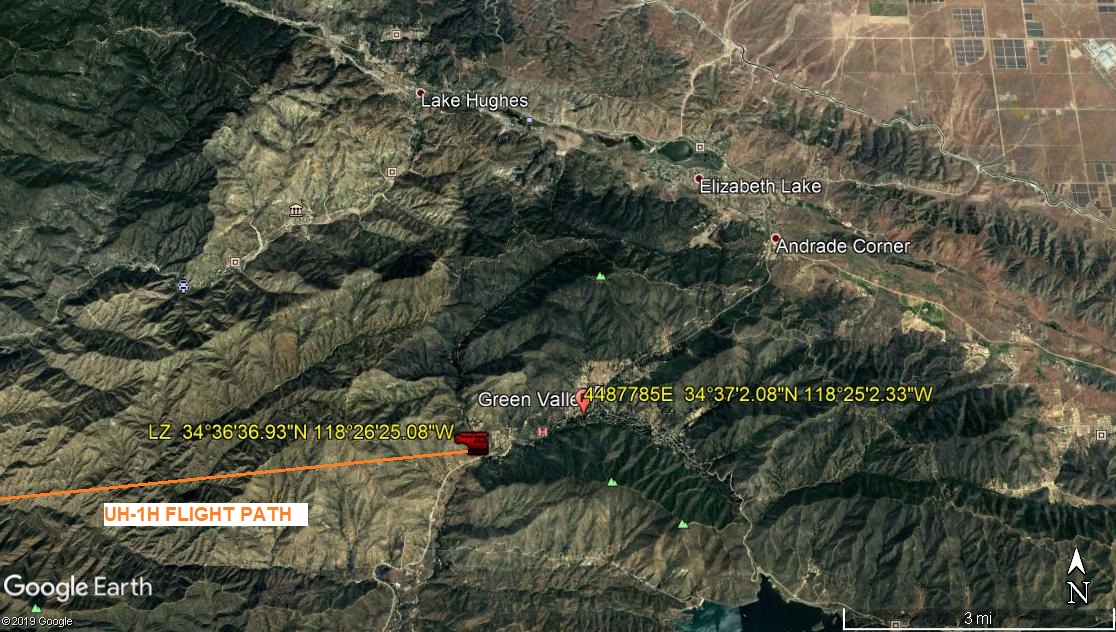 Lake Hughes
Elizabeth Lake
Andrade Corner
Green Valle
4487785E 34°37'2.08"N 118°25'2.33"W
LZ 34°36'36.93"N 118°26'25.08"W
H
UH-1H FLIGHT PATH
Google Earth
©2019 Google
N
3 mi